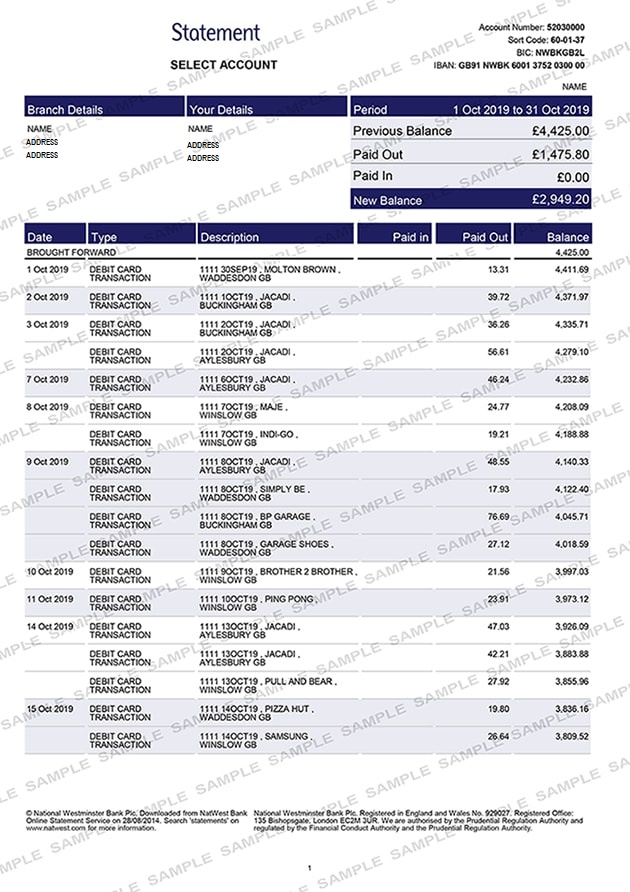 Statement
SELECT ACCOUNT
Account Number: 52030000
Sort Code: 60-01-37
BIC: NWBKGB2L
IBAN: GB91 NWBK 6001 3752 0300 00
NAME
Branch Details Your Details Period 1 Oct 2019 to 31 Oct 2019
NAME NAME Previous Balance £4,425.00
ADDRESS ADDRESS Paid Out £1,475.80
ADDRESS ADDRESS Paid In £0.00
New Balance £2,949.20
Date Type Description Paid in Paid Out Balance
BROUGHT FORWARD 4,425.00
1 Oct 2019 DEBIT CARD 1111 30SEP19 , MOLTON BROWN , 13.31 4,411.69
TRANSACTION WADDESDON GB
2 Oct 2019 DEBIT CARD 1111 1OCT19 , JACADI , 39.72 4,371.97
TRANSACTION BUCKINGHAM GB
3 Oct 2019 DEBIT CARD 1111 2OCT19 , JACADI , 36.26 4,335.71
TRANSACTION BUCKINGHAM GB
DEBIT CARD 1111 2OCT19 , JACADI , 56.61 4,279.10
TRANSACTION AYLESBURY GB
7 Oct 2019 DEBIT CARD 1111 6OCT19 , JACADI , 46.24 4,232.86
TRANSACTION AYLESBURY GB
8 Oct 2019 DEBIT CARD 1111 7OCT19 , MAJE , 24.77 4,208.09
TRANSACTION WINSLOW GB
DEBIT CARD 1111 7OCT19 , INDI-GO , 19.21 4,188.88
TRANSACTION WINSLOW GB
9 Oct 2019 DEBIT CARD 1111 8OCT19 , JACADI , 48.55 4,140.33
TRANSACTION AYLESBURY GB
DEBIT CARD 1111 8OCT19 , SIMPLY BE , 17.93 4,122.40
TRANSACTION WADDESDON GB
DEBIT CARD 1111 8OCT19 , BP GARAGE , 76.69 4,045.71
TRANSACTION BUCKINGHAM GB
DEBIT CARD 1111 8OCT19 , GARAGE SHOES , 27.12 4,018.59
TRANSACTION WADDESDON GB
10 Oct 2019 DEBIT CARD 1111 9OCT19 , BROTHER 2 BROTHER , 21.56 3,997.03
TRANSACTION WINSLOW GB
11 Oct 2019 DEBIT CARD 1111 10OCT19 , PING PONG , 23.91 3,973.12
TRANSACTION WINSLOW GB
14 Oct 2019 DEBIT CARD 1111 13OCT19 , JACADI , 47.03 3,926.09
TRANSACTION AYLESBURY GB
DEBIT CARD 1111 13OCT19 , JACADI , 42.21 3,883.88
TRANSACTION AYLESBURY GB
DEBIT CARD 1111 13OCT19 , PULL AND BEAR , 27.92 3,855.96
TRANSACTION WINSLOW GB
15 Oct 2019 DEBIT CARD 1111 14OCT19 , PIZZA HUT , 19.80 3,836.16
TRANSACTION WADDESDON GB
DEBIT CARD 1111 14OCT19 , SAMSUNG , 26.64 3,809.52
TRANSACTION WINSLOW GB
© National Westminster Bank Plc. Downloaded from NatWest Bank National Westminster Bank Plc. Registered in England and Wales No. 929027. Registered Office:
Online Statement Service on 28/08/2014. Search 'statements' on 135 Bishopsgate, London EC2M 3UR. We are authorised by the Prudential Regulation Authority and
www.natwest.com for more information. regulated by the Financial Conduct Authority and the Prudential Regulation Authority.
1
SAMPLE SAMPLE SAMPLE SAMPLE SAMPLE